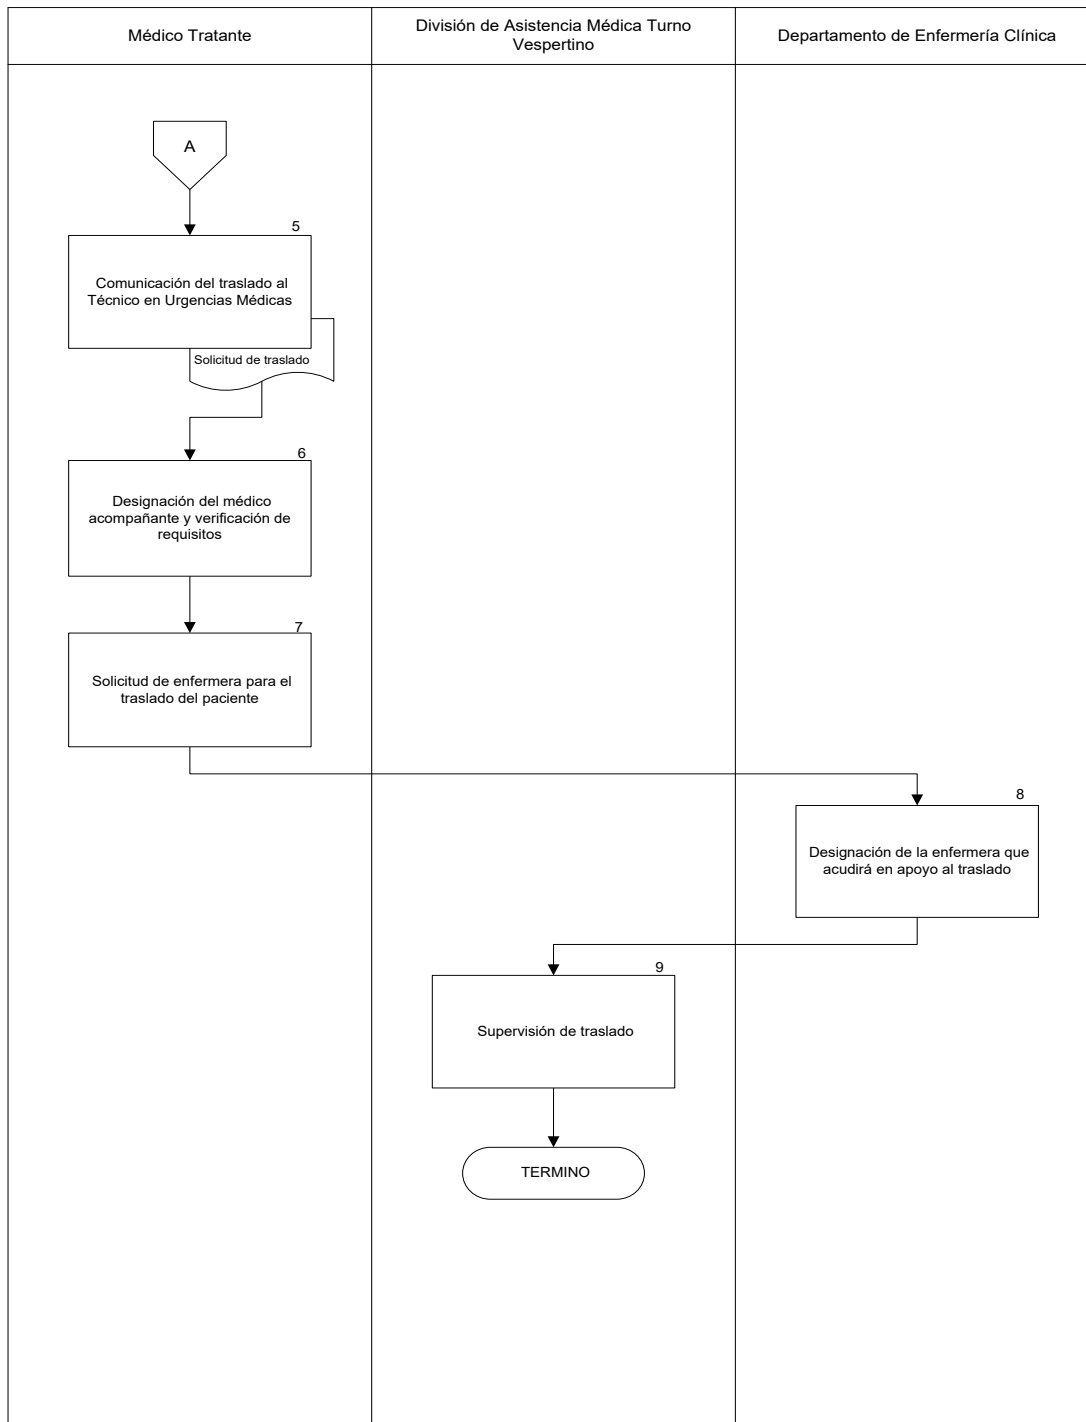 Médico Tratante
División de Asistencia Médica Turno
Vespertino
Departamento de Enfermería Clínica
A
5
Comunicación del traslado al
Técnico en Urgencias Médicas
Solicitud de traslado
6
Designación del médico
acompañante y verificación de
requisitos
7
Solicitud de enfermera para el
traslado del paciente
8
Designación de la enfermera que
acudirá en apoyo al traslado
9
Supervisión de traslado
TERMINO